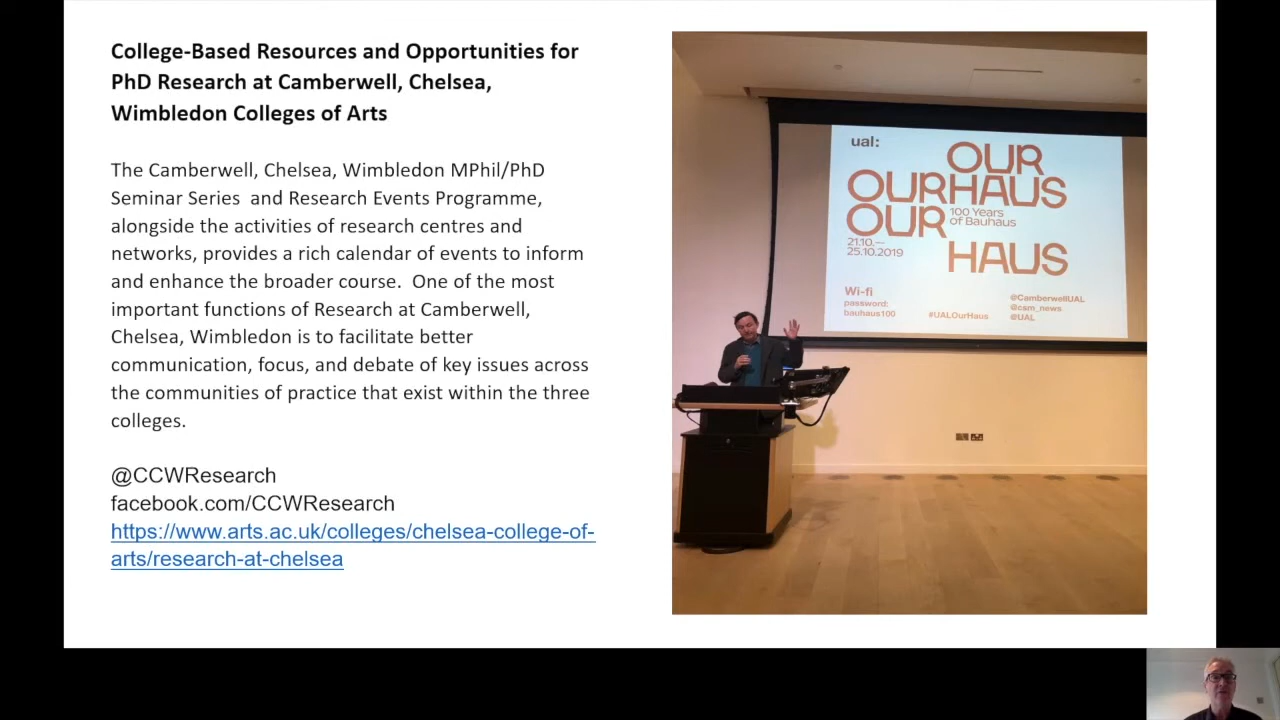 College-Based Resources and Opportunities for
PhD Research at Camberwell, Chelsea,
Wimbledon Colleges of Arts
The Camberwell, Chelsea, Wimbledon MPhil/PhD
Seminar Series  and Research Events Programme,
alongside the activities of research centres and
networks, provides a rich calendar of events to inform
and enhance the broader course.  One of the most
important functions of Research at Camberwell,
Chelsea, Wimbledon is to facilitate better
communication, focus, and debate of key issues across
the communities of practice that exist within the three
colleges.
@CCWResearch
facebook.com/CCWResearch
https://www.arts.ac.uk/colleges/chelsea-college-of-
arts/research-at-chelsea
ual:
OUR
OURHAUS
OUR
100 Years
of Bauhaus
21.10.—
25.10.2019
HAUS
Wi-fi
password:
bauhaus100
#UALOurHaus
@CamberwellUAL
@csm_news
@UAL